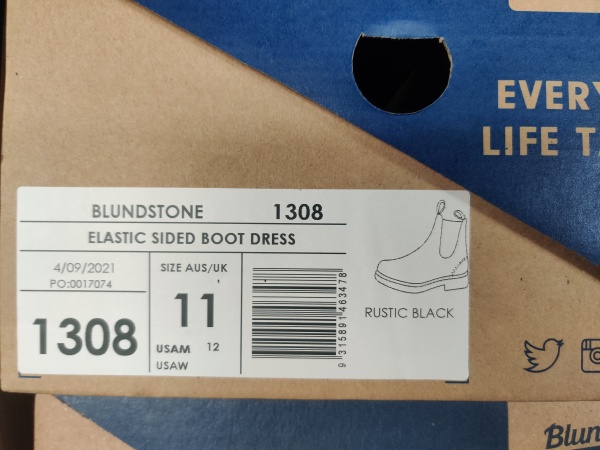 EVERY
LIFE T
BLUNDSTONE 1308
ELASTIC SIDED BOOT DRESS
4/09/2021
PO:0017074
1308
SIZE AUS/UK
11
USAM 12
USAW
9 315891 463478
RUSTIC BLACK
Blun